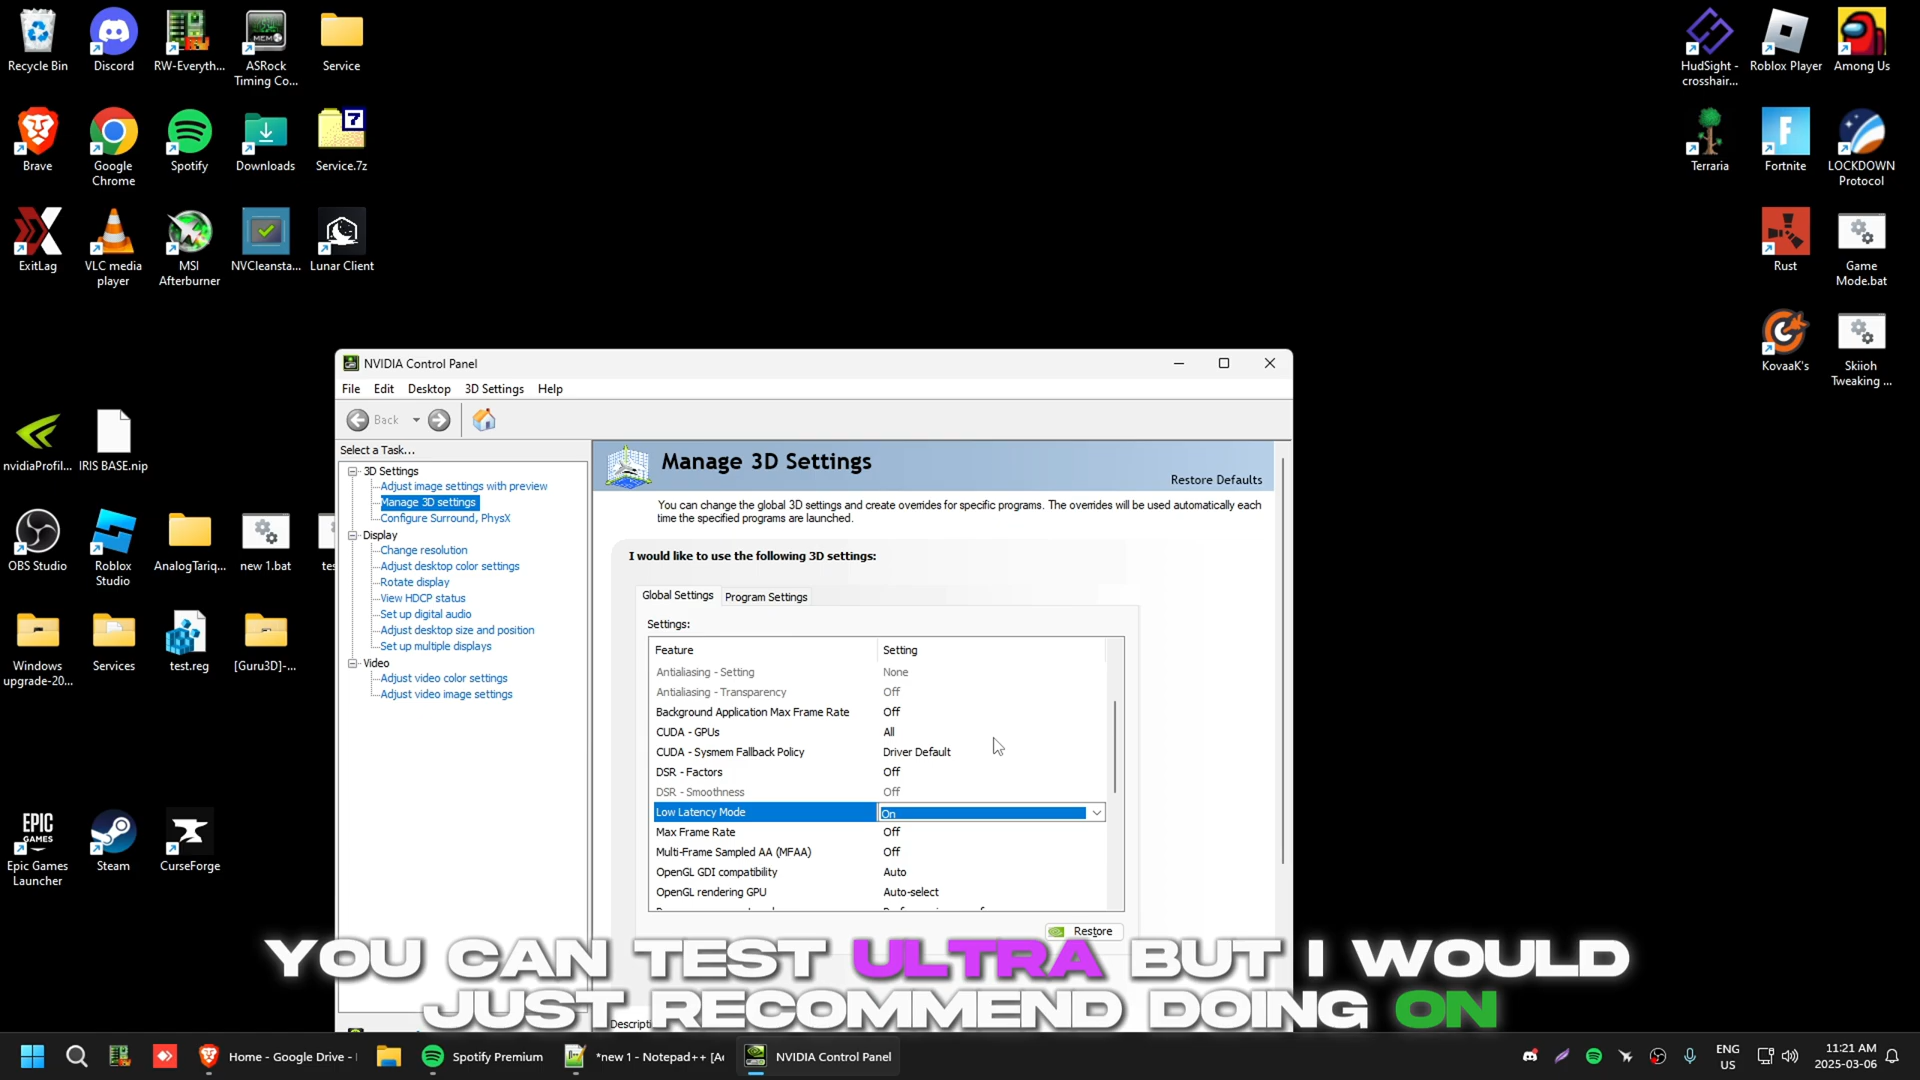 Recycle Bin
Discord
RW-Everyth...
ASRock
Timing Co...
Service
HudSight -
crosshair...
Roblox Player
Among Us
Brave
Google
Chrome
Spotify
Downloads
Service.7z
Terraria
Fortnite
LOCKDOWN
Protocol
ExitLag
VLC media
player
MSI
Afterburner
NVCleansta...
Lunar Client
Rust
Game
Mode.bat
KovaaK's
Skiioh
Tweaking ...
nvidiaProfil...
IRIS BASE.nip
OBS Studio
Roblox
Studio
AnalogTariq...
new 1.bat
Windows
upgrade-20...
Services
test.reg
[Guru3D]-...
Epic Games
Launcher
Steam
CurseForge
NVIDIA Control Panel
File Edit Desktop 3D Settings Help
Back
Select a Task...
3D Settings
Adjust image settings with preview
Manage 3D settings
Configure Surround, PhysX
Display
Change resolution
Adjust desktop color settings
Rotate display
View HDCP status
Set up digital audio
Adjust desktop size and position
Set up multiple displays
Video
Adjust video color settings
Adjust video image settings
Manage 3D Settings
Restore Defaults
You can change the global 3D settings and create overrides for specific programs. The overrides will be used automatically each
time the specified programs are launched.
I would like to use the following 3D settings:
Global Settings Program Settings
Settings:
Feature Setting
Antialiasing - Setting None
Antialiasing - Transparency Off
Background Application Max Frame Rate Off
CUDA - GPUs All
CUDA - Sysmem Fallback Policy Driver Default
DSR - Factors Off
DSR - Smoothness Off
Low Latency Mode On
Max Frame Rate Off
Multi-Frame Sampled AA (MFAA) Off
OpenGL GDI compatibility Auto
OpenGL rendering GPU Auto-select
Restore
YOU CAN TEST ULTRA BUT I WOULD
JUST RECOMMEND DOING ON
Descripti
Home - Google Drive -
Spotify Premium
*new 1 - Notepad++ [Ad
NVIDIA Control Panel
ENG
US
11:21 AM
2025-03-06